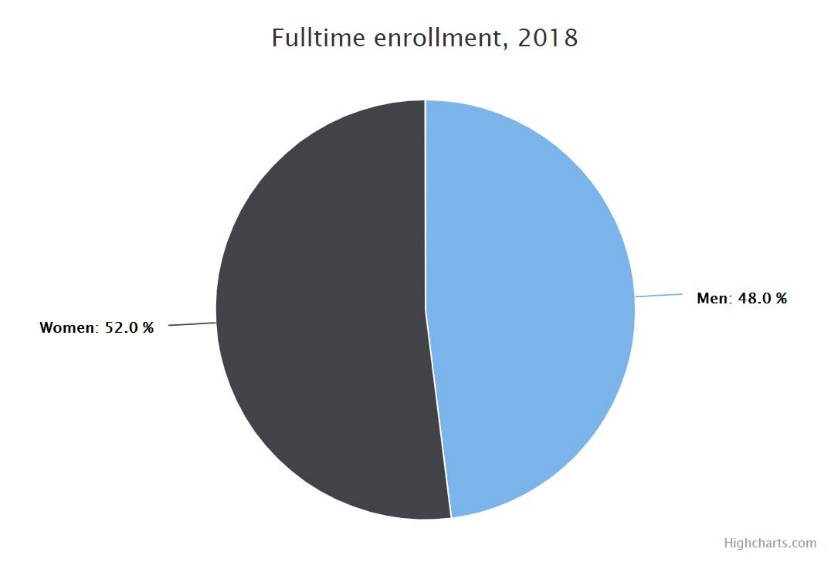 Fulltime enrollment, 2018
Men: 48.0 %
Women: 52.0 %
Highcharts.com